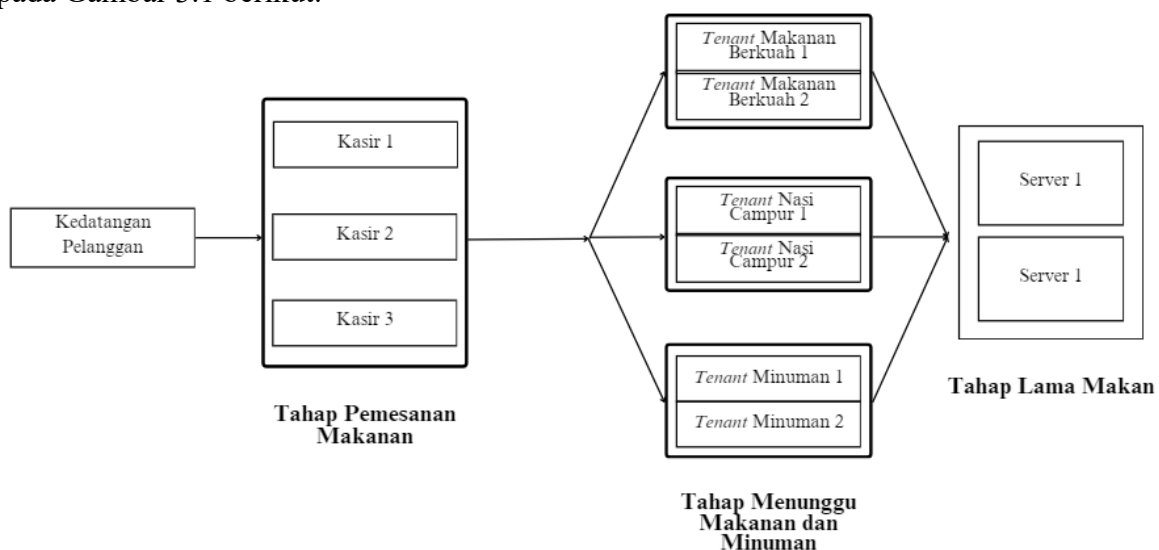 pada Gambar 3.1 berikut:
Kedatangan
Pelanggan
Kasir 1
Kasir 2
Kasir 3
Tahap Pemesanan
Makanan
Tenant Makanan
Berkuah 1
Tenant Makanan
Berkuah 2
Tenant Nasi
Campur 1
Tenant Nasi
Campur 2
Tenant Minuman 1
Tenant Minuman 2
Tahap Menunggu
Makanan dan
Minuman
Server 1
Server 1
Tahap Lama Makan